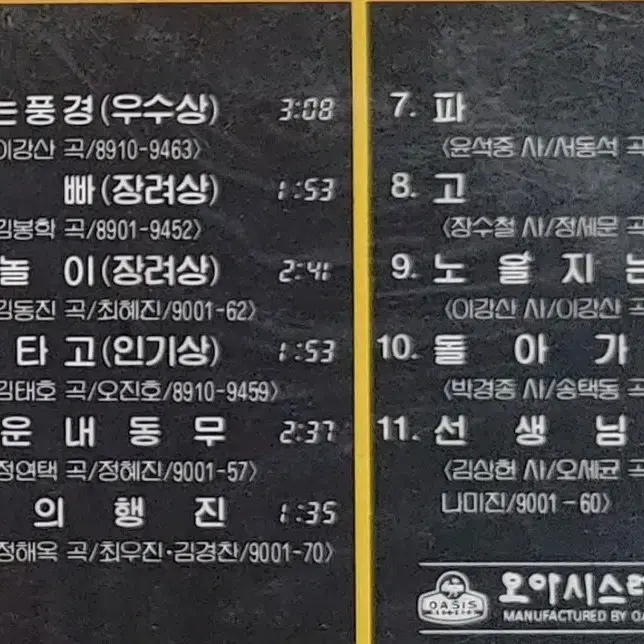 는풍경(우수상) 3:08
이강산 곡/8910-9463〉
빠(장려상) 1:53
김봉학 곡/8901-9452〉
놀 이(장려상) 2:41
김동진 곡/최혜진/9001-62〉
타 고(인기상) 1:53
김태호 곡/오진호/8910-9459〉
운 내 동 무 2:37
정연택 곡/정혜진/9001-57〉
의 행 진 1:35
정해옥 곡/최우진·김경찬/9001-70〉
7. 파
〈윤석중 사/서동석 곡
8. 고
〈장수철 사/정세문 곡
9. 노 을 지 는
〈이강산 사/이강산 곡
10. 돌 아 가
〈박경종 사/송택동 곡
11. 선 생 님
〈김상헌 사/오세균 곡
나미진/9001-60〉
OASIS
오아시스레
MANUFACTURED BY OA